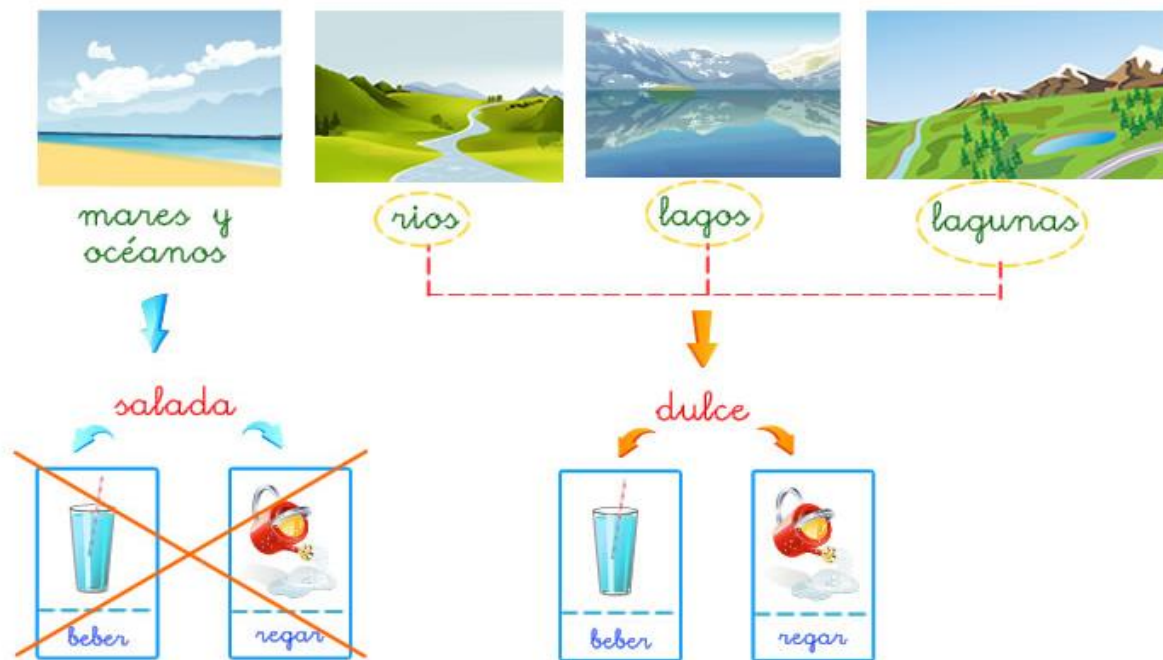 mares y
océanos
rios
lagos
lagunas
salada
dulce
beber
regar
beber
regar